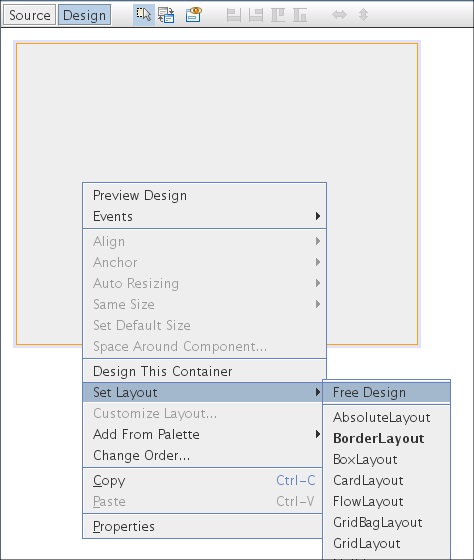 Source Design
Preview Design
Events
Align
Anchor
Auto Resizing
Same Size
Set Default Size
Space Around Component...
Design This Container
Set Layout
Customize Layout...
Add From Palette
Change Order...
Copy Ctrl-C
Paste Ctrl-V
Properties
Free Design
AbsoluteLayout
BorderLayout
BoxLayout
CardLayout
FlowLayout
GridBagLayout
GridLayout